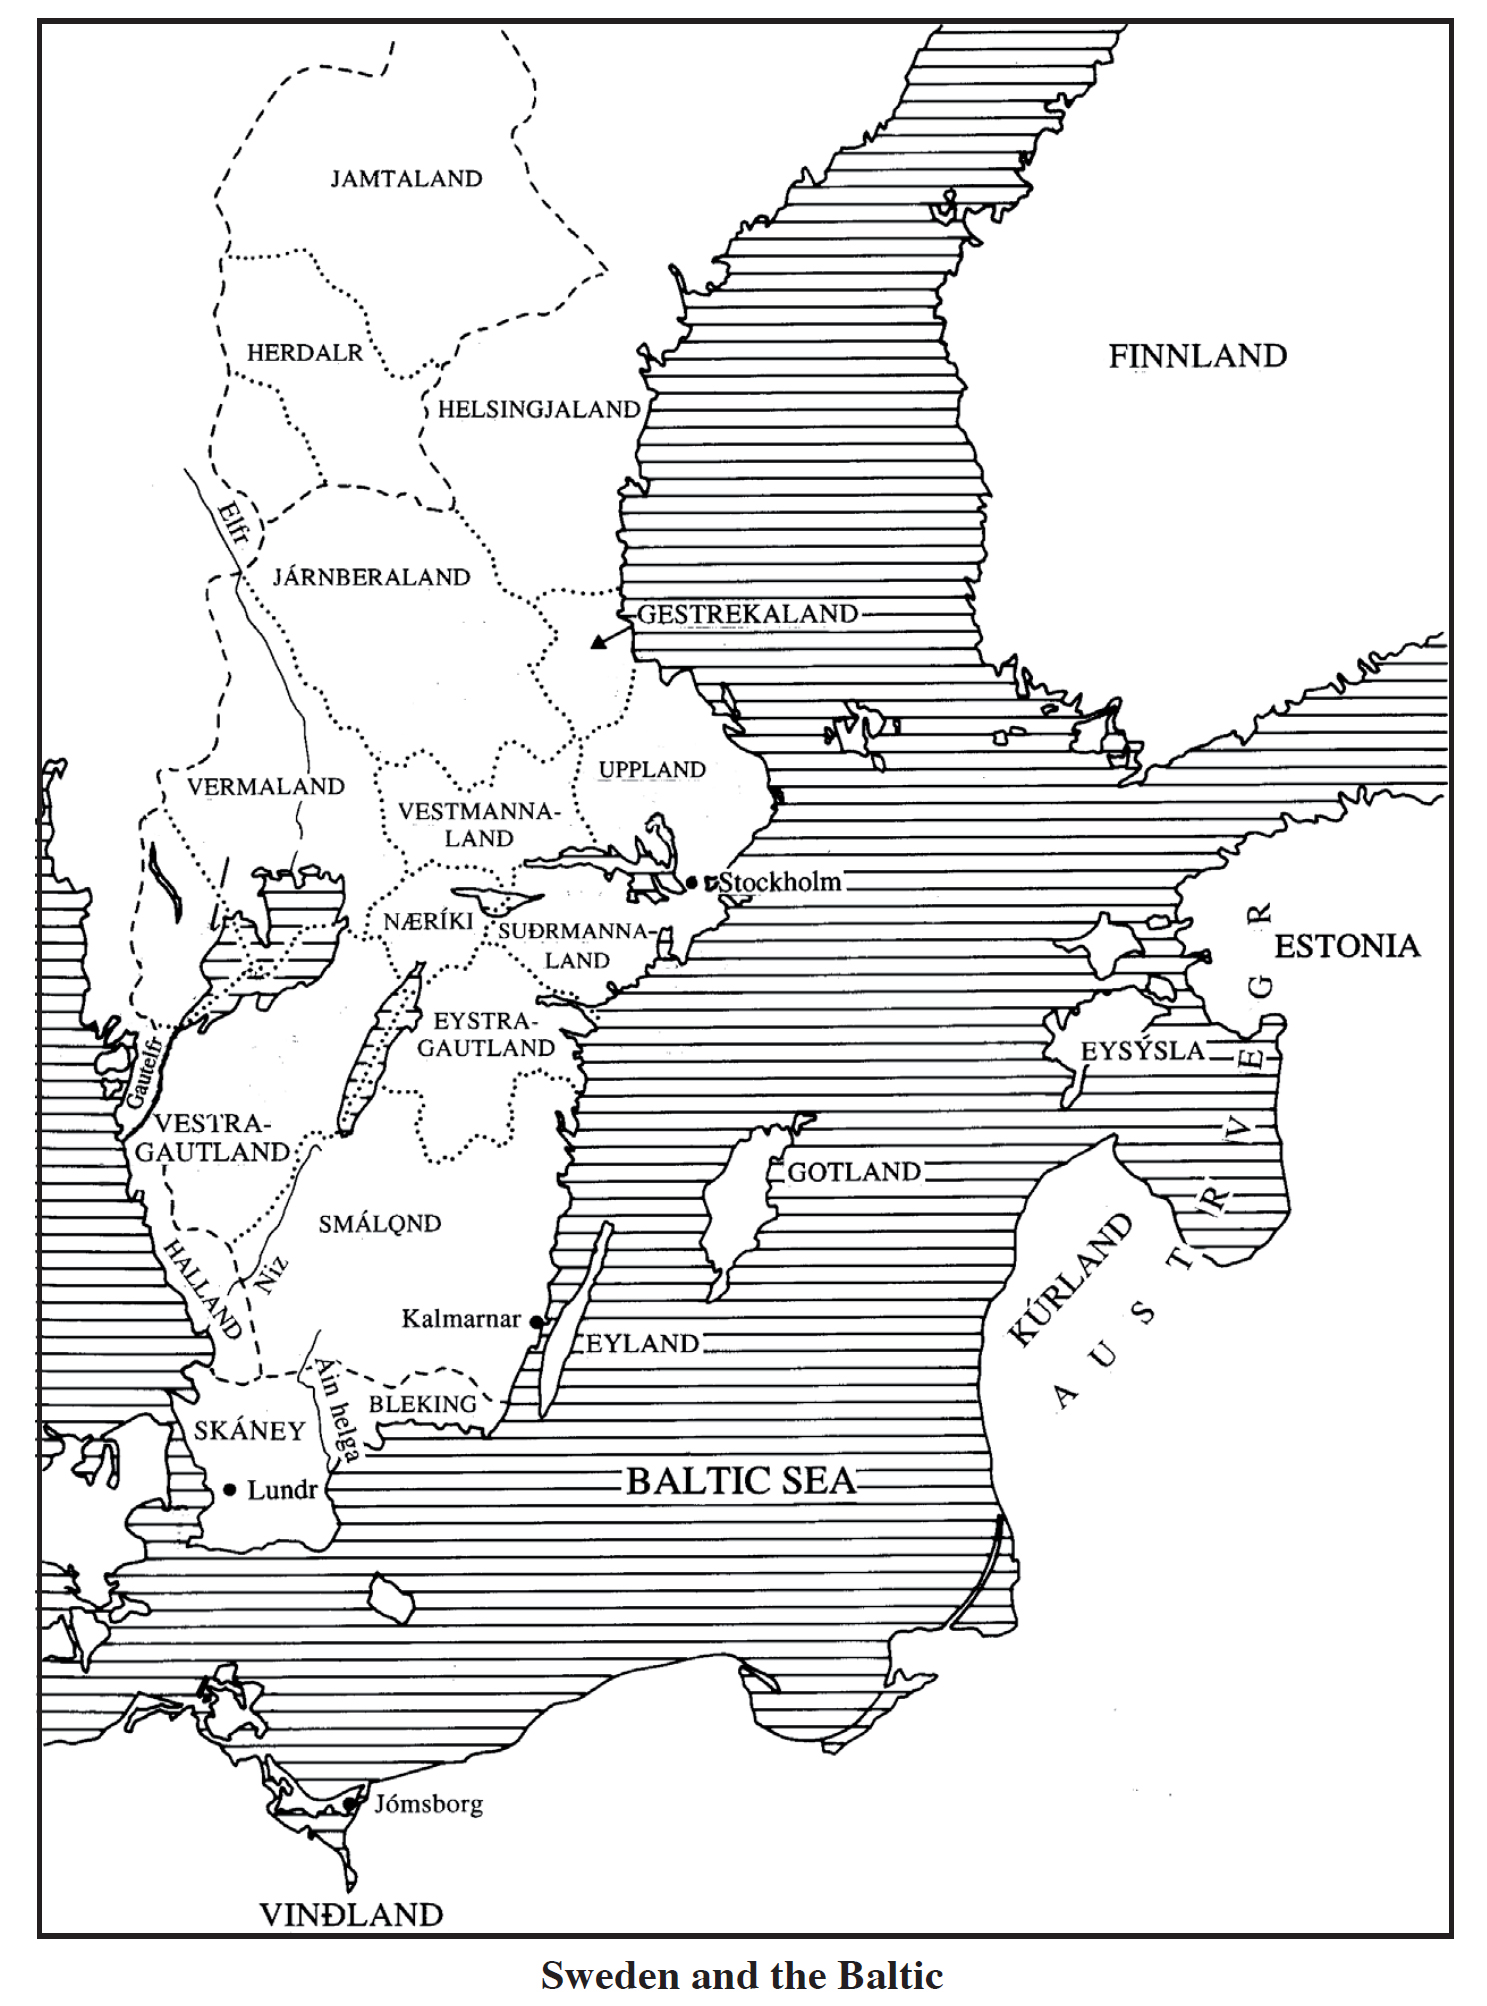 JAMTALAND
HERDALR
FINNLAND
HELSINGJALAND
Elfr
JÁRNBERALAND
GESTREKALAND
UPPLAND
VERMALAND
VESTMANNA-
LAND
Stockholm
NÆRÍKI
SUÐRMANNA-
LAND
ESTONIA
EYSTRA-
GAUTLAND
EYSÝSLA
Gautelfr
VESTRA-
GAUTLAND
GOTLAND
SMÁLǪND
HALLAND
Niz
KÚRLAND
AUSTRVEGR
Kalmarnar
EYLAND
Áin helga
BLEKING
SKÁNEY
BALTIC SEA
Lundr
Jómsborg
VINÐLAND
Sweden and the Baltic